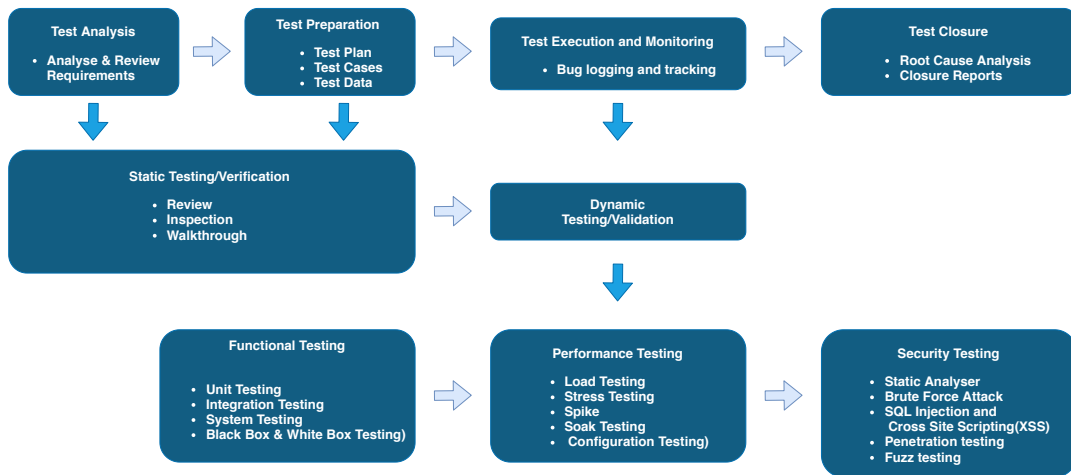 Test Analysis
• Analyse & Review
Requirements
Test Preparation
• Test Plan
• Test Cases
• Test Data
Test Execution and Monitoring
• Bug logging and tracking
Test Closure
• Root Cause Analysis
• Closure Reports
Static Testing/Verification
• Review
• Inspection
• Walkthrough
Dynamic
Testing/Validation
Functional Testing
• Unit Testing
• Integration Testing
• System Testing
• Black Box & White Box Testing)
Performance Testing
• Load Testing
• Stress Testing
• Spike
• Soak Testing
• Configuration Testing)
Security Testing
• Static Analyser
• Brute Force Attack
• SQL Injection and
Cross Site Scripting(XSS)
• Penetration testing
• Fuzz testing